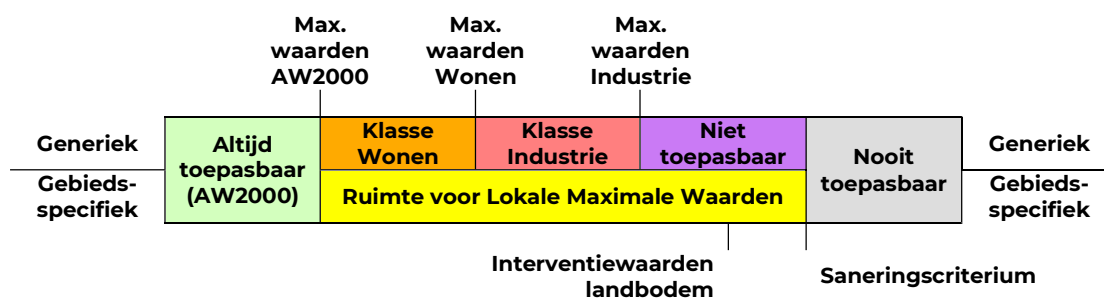 Max.
waarden
AW2000
Max.
waarden
Wonen
Max.
waarden
Industrie
Generiek
Gebieds-
specifiek
Altijd
toepasbaar
(AW2000)
Klasse
Wonen
Klasse
Industrie
Niet
toepasbaar
Ruimte voor Lokale Maximale Waarden
Nooit
toepasbaar
Generiek
Gebieds-
specifiek
Interventiewaarden
landbodem
Saneringscriterium